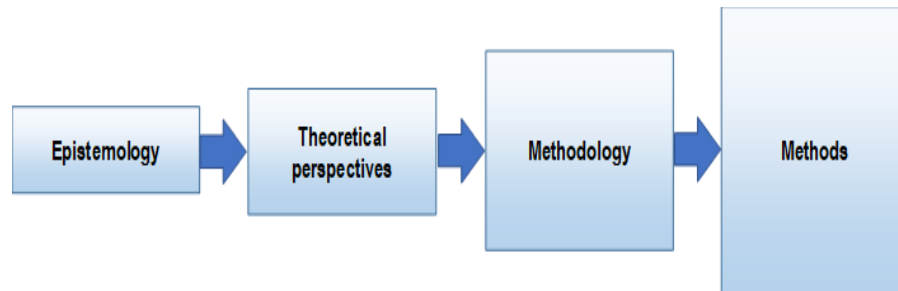 Epistemology
Theoretical
perspectives
Methodology
Methods